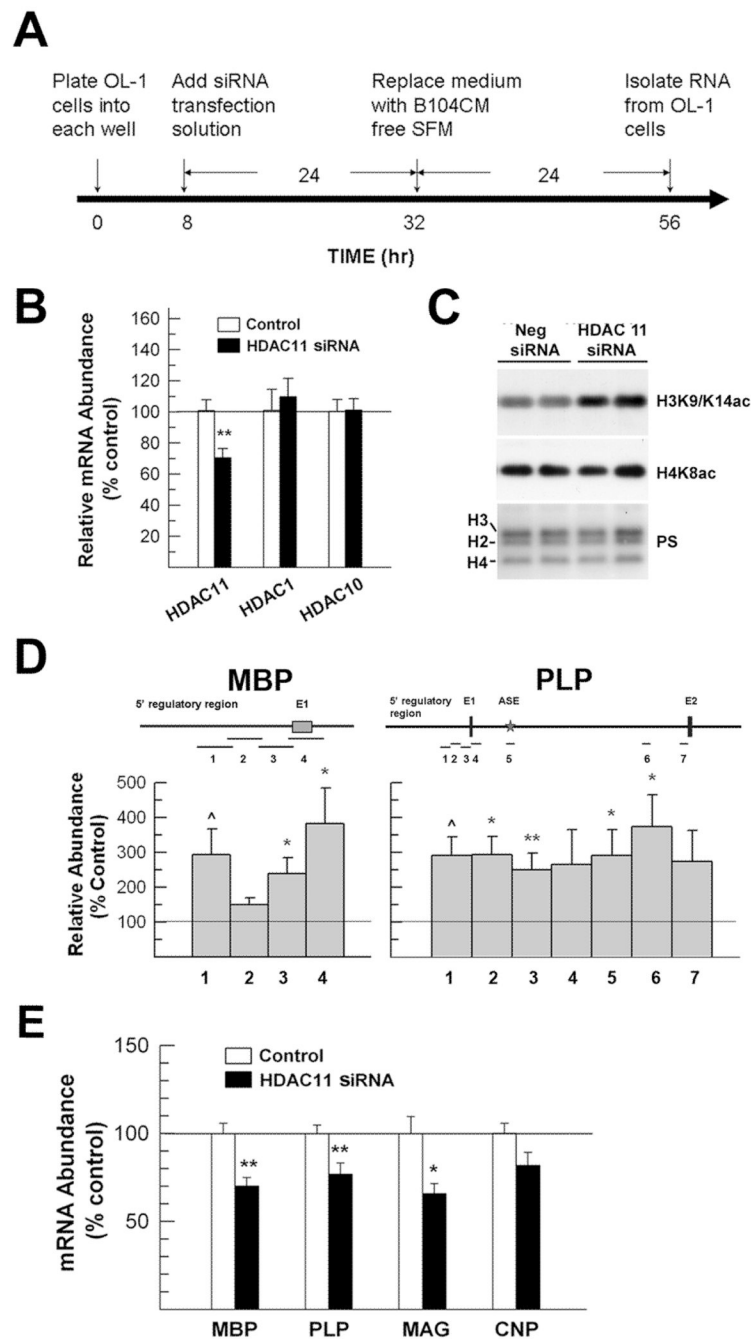 A
Plate OL-1 cells into each well
Add siRNA transfection solution
Replace medium with B104CM free SFM
Isolate RNA from OL-1 cells
24
24
0
8
32
56
TIME (hr)
B
Relative mRNA Abundance (% control)
160
140
120
100
80
60
40
20
Control
HDAC11 siRNA
**
HDAC11
HDAC1
HDAC10
C
Neg siRNA
HDAC 11 siRNA
H3K9/K14ac
H4K8ac
H3
H2
H4
PS
D
MBP
5' regulatory region
E1
1
2
3
4
Relative Abundance (% Control)
500
400
300
200
100
^
*
*
1
2
3
4
PLP
5' regulatory region
E1
ASE
E2
1 2 3 4
5
6
7
^
*
**
*
*
1
2
3
4
5
6
7
E
mRNA Abundance (% control)
150
100
50
Control
HDAC11 siRNA
**
**
*
MBP
PLP
MAG
CNP